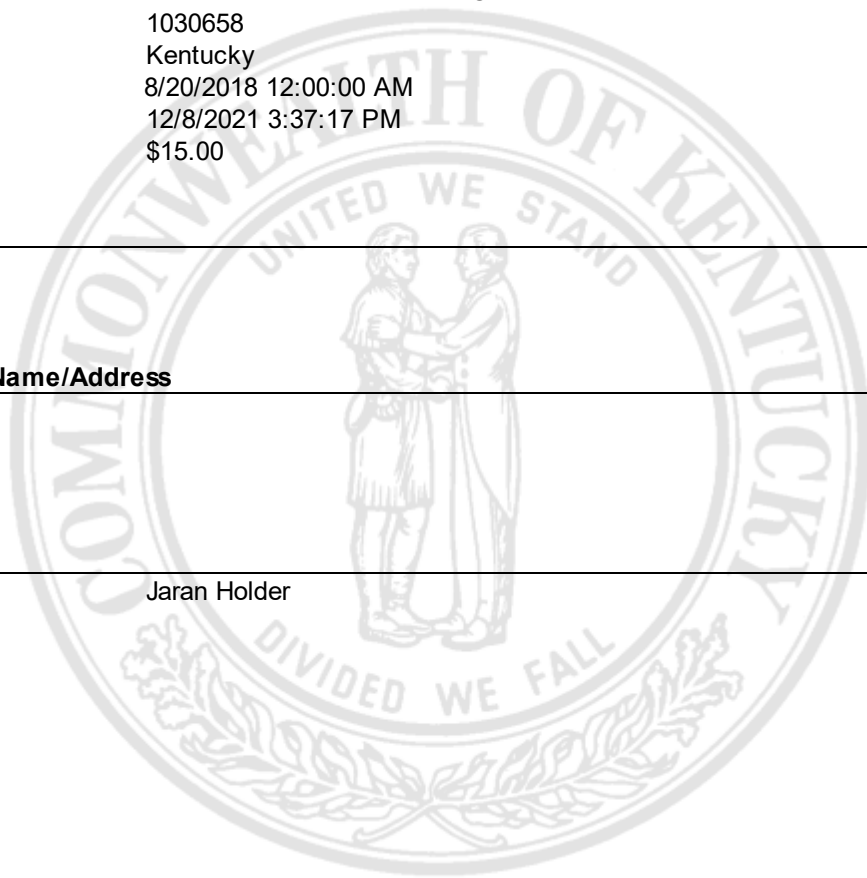 1030658
Kentucky
8/20/2018 12:00:00 AM
12/8/2021 3:37:17 PM
$15.00
COMMONWEALTH OF KENTUCKY
UNITED WE STAND
Name/Address
Jaran Holder
DIVIDED WE FALL